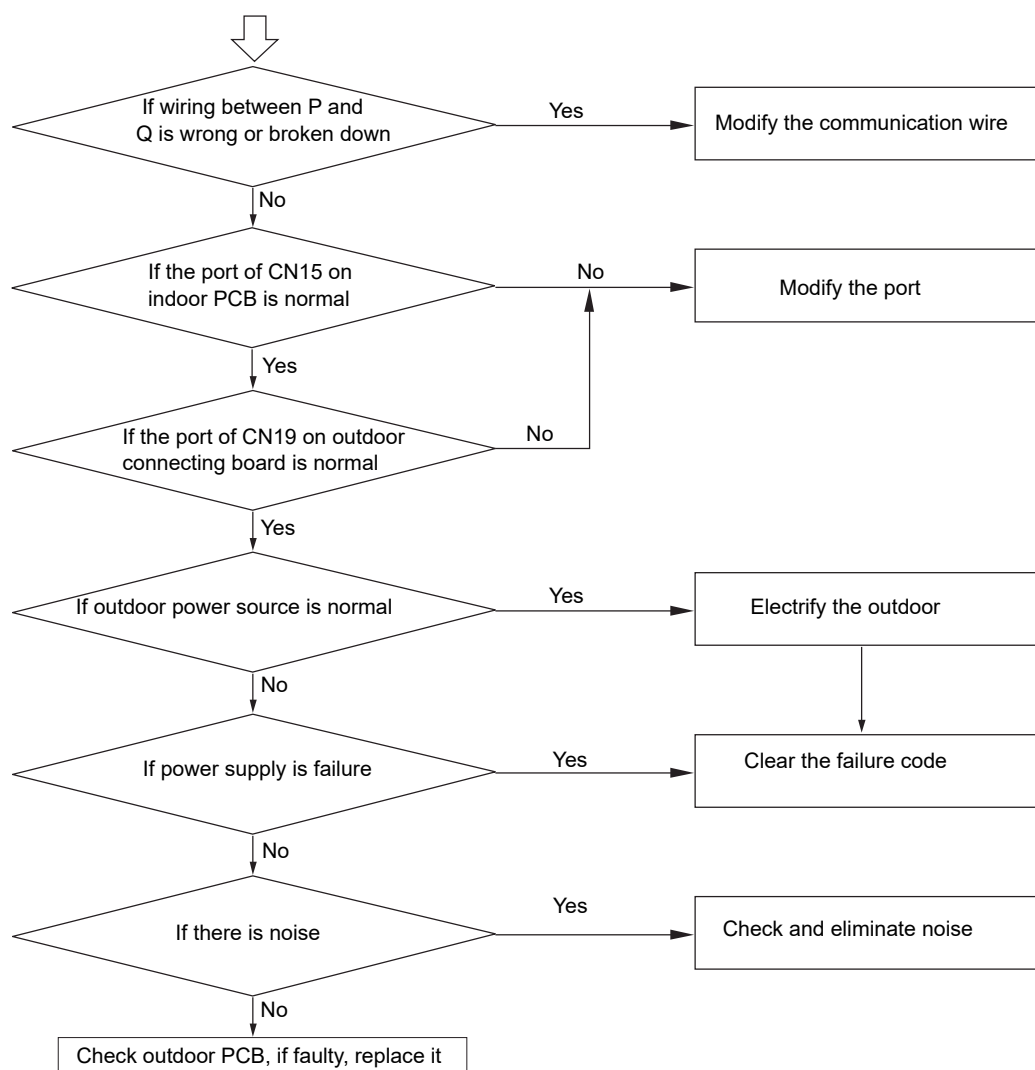 If wiring between P and
Q is wrong or broken down
Yes
Modify the communication wire
No
If the port of CN15 on
indoor PCB is normal
No
Modify the port
Yes
If the port of CN19 on outdoor
connecting board is normal
No
Yes
If outdoor power source is normal
Yes
Electrify the outdoor
No
If power supply is failure
Yes
Clear the failure code
No
If there is noise
Yes
Check and eliminate noise
No
Check outdoor PCB, if faulty, replace it